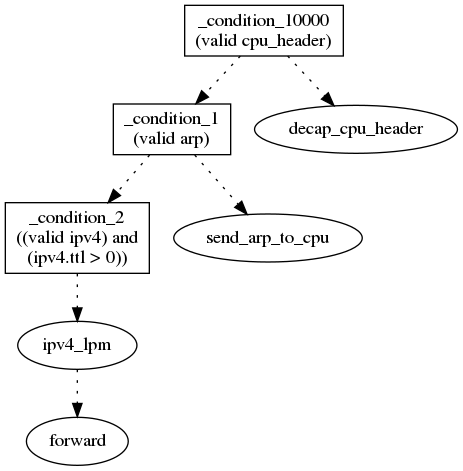 _condition_10000
(valid cpu_header)
_condition_1
(valid arp)
decap_cpu_header
_condition_2
((valid ipv4) and
(ipv4.ttl > 0))
send_arp_to_cpu
ipv4_lpm
forward